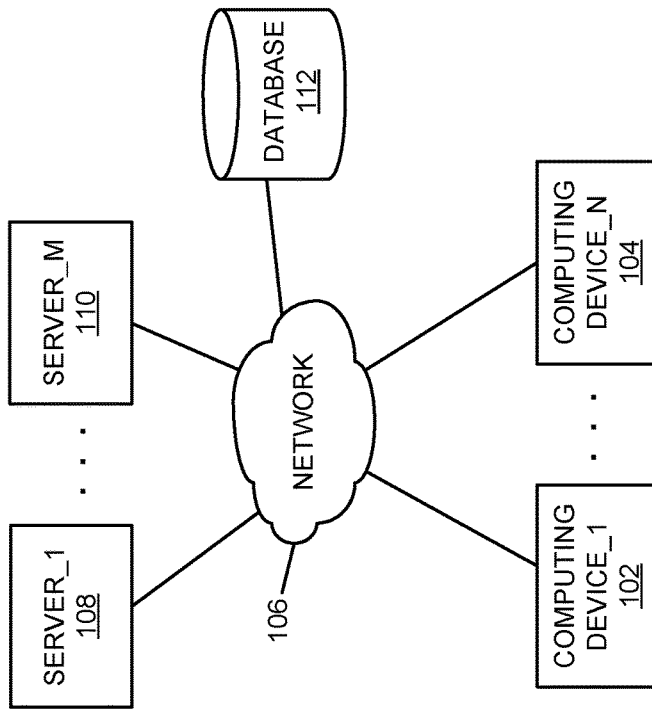 SERVER_1
108
. . .
SERVER_M
110
DATABASE
112
106
NETWORK
COMPUTING
DEVICE_1
102
. . .
COMPUTING
DEVICE_N
104